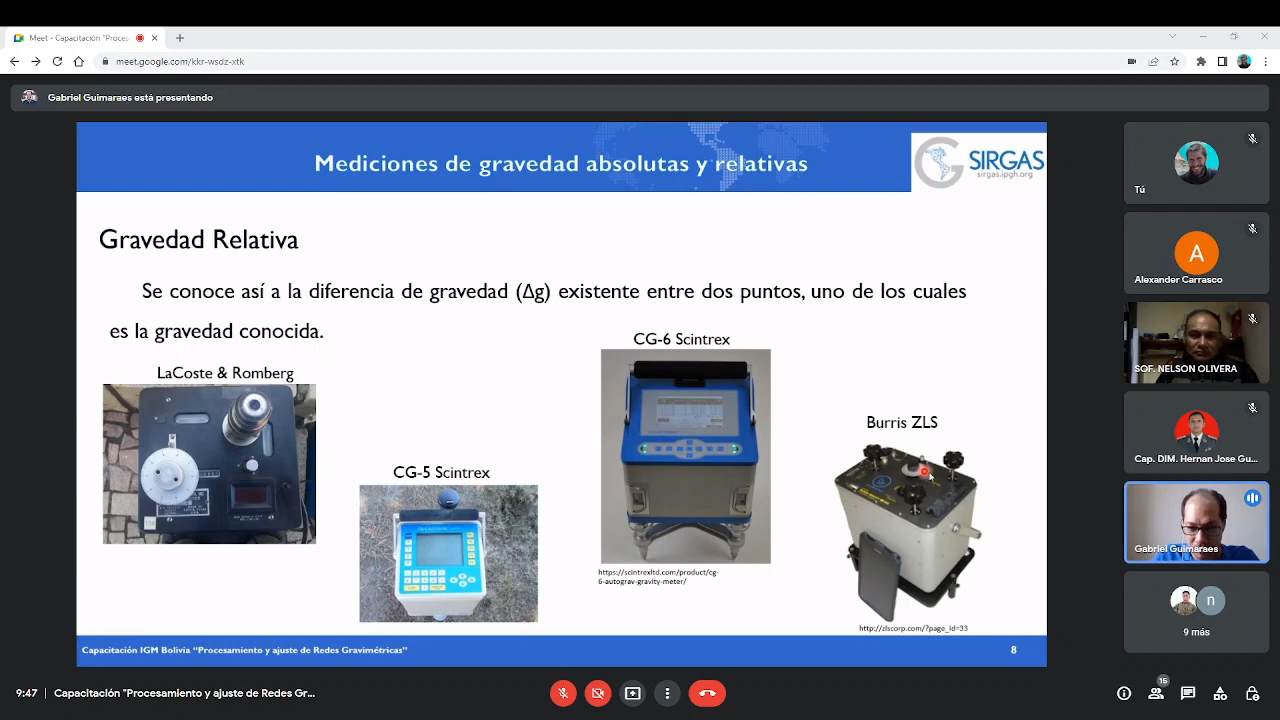 Meet - Capacitación "Proces
meet.google.com/kkr-wsdz-xtk
Gabriel Guimaraes está presentando
Mediciones de gravedad absolutas y relativas
SIRGAS
sirgas.ipgh.org
Gravedad Relativa
Se conoce así a la diferencia de gravedad (Δg) existente entre dos puntos, uno de los cuales
es la gravedad conocida.
LaCoste & Romberg
CG-5 Scintrex
CG-6 Scintrex
https://scintrexltd.com/product/cg-
6-autograv-gravity-meter/
Burris ZLS
http://zlscorp.com/?page_id=33
Capacitación IGM Bolivia "Procesamiento y ajuste de Redes Gravimétricas"
8
Tú
A
Alexander Carrasco
SOF. NELSON OLIVERA
Cap. DIM. Hernan Jose Gu...
Gabriel Guimaraes
n
9 más
9:47
Capacitación "Procesamiento y ajuste de Redes Gr...
15